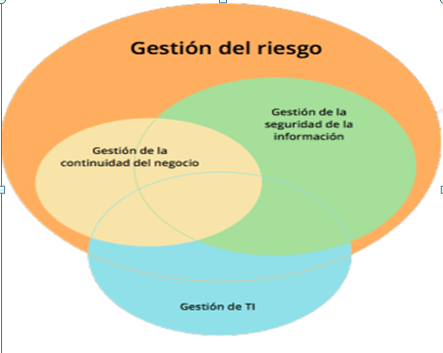 Gestión del riesgo
Gestión de la
seguridad de la
información
Gestión de la
continuidad del negocio
Gestión de TI